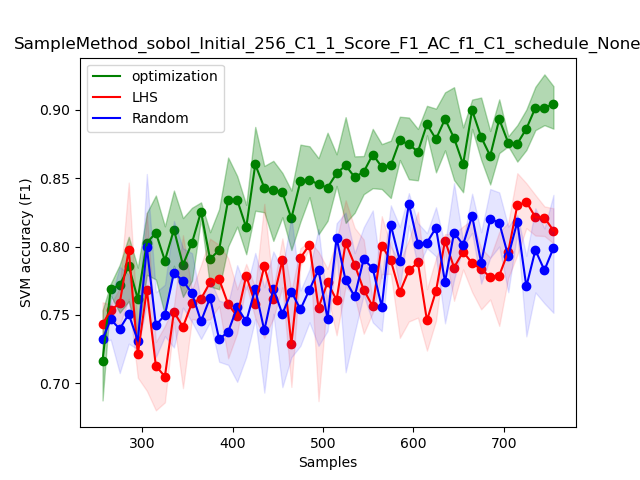 SampleMethod_sobol_Initial_256_C1_1_Score_F1_AC_f1_C1_schedule_None
optimization
LHS
Random
SVM accuracy (F1)
0.90
0.85
0.80
0.75
0.70
300 400 500 600 700
Samples